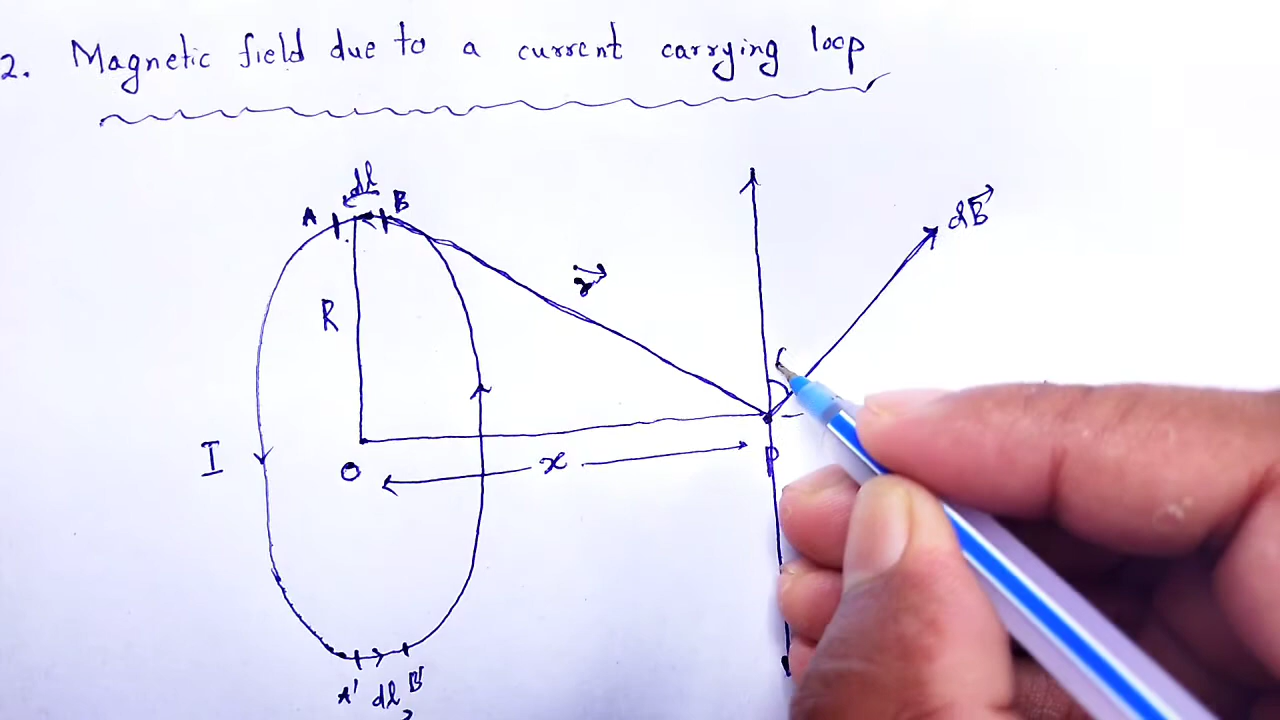 2. Magnetic field due to a current carrying loop
dl
A B
dB
r
R
I
x
O
P
A' dl B'